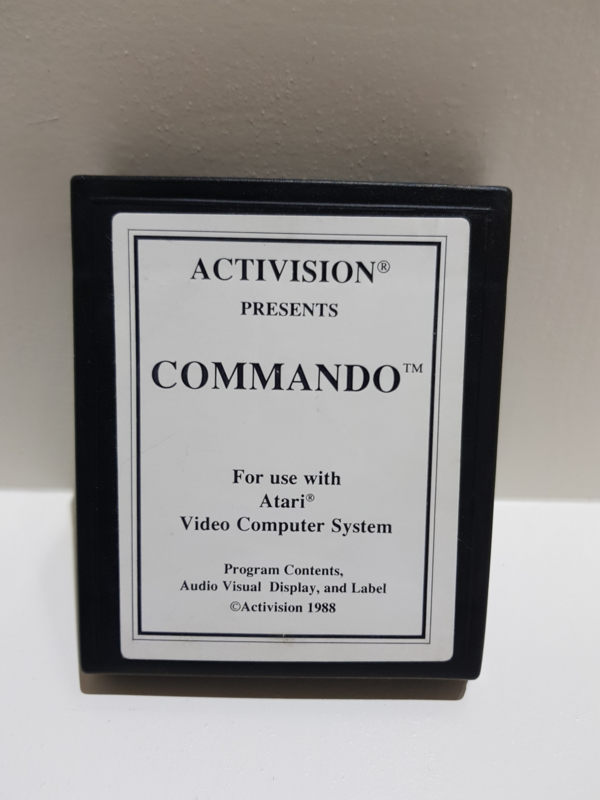 ACTIVISION®
PRESENTS
COMMANDO™
For use with
Atari®
Video Computer System
Program Contents,
Audio Visual Display, and Label
©Activision 1988